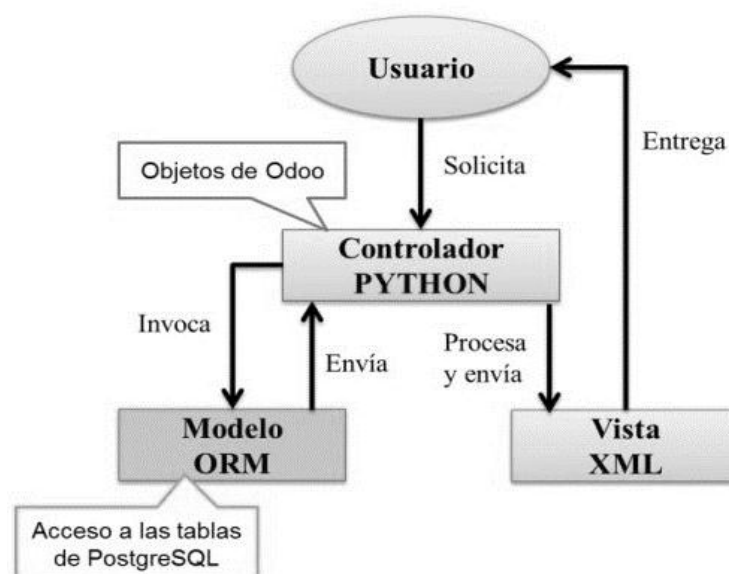 Usuario
Entrega
Objetos de Odoo
Solicita
Controlador
PYTHON
Invoca
Envía
Procesa
y envía
Modelo
ORM
Vista
XML
Acceso a las tablas
de PostgreSQL